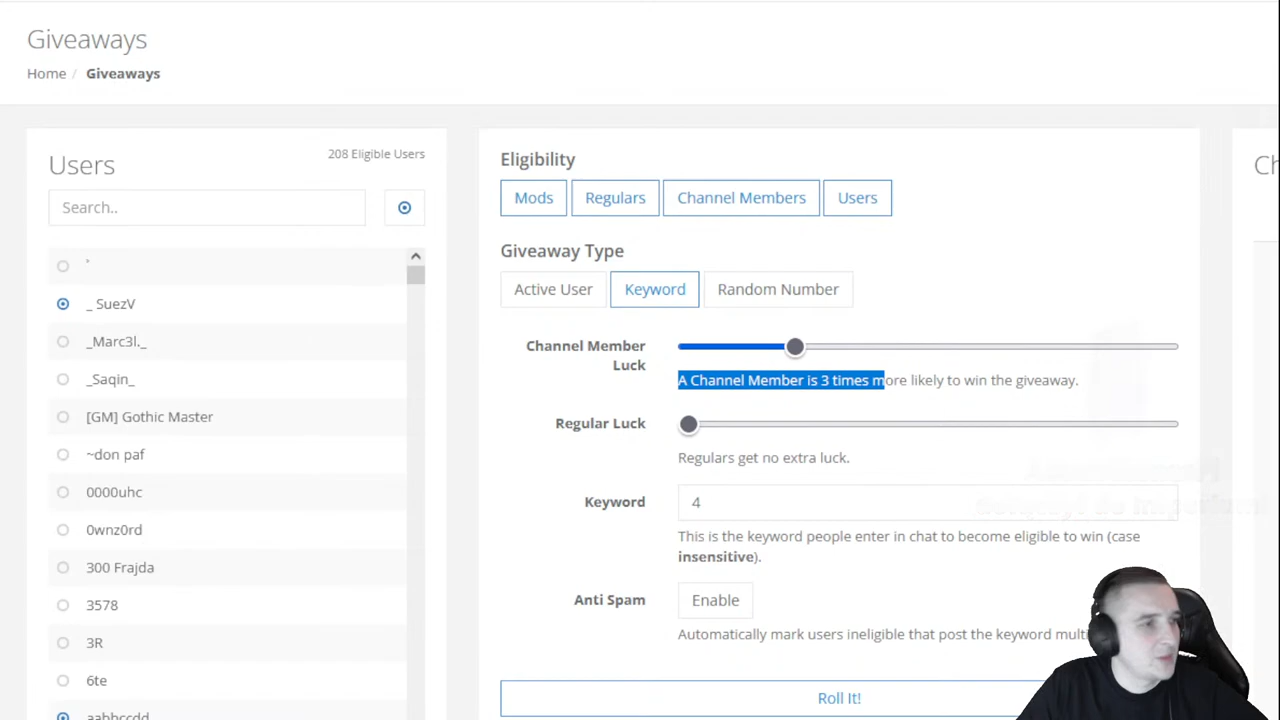 Giveaways
Home / Giveaways
Users
208 Eligible Users
Search..
`
_ SuezV
_Marc3l._
_Saqin_
[GM] Gothic Master
~don paf
0000uhc
0wnz0rd
300 Frajda
3578
3R
6te
aabbccdd
Eligibility
Mods Regulars Channel Members Users
Giveaway Type
Active User Keyword Random Number
Channel Member
Luck
A Channel Member is 3 times more likely to win the giveaway.
Regular Luck
Regulars get no extra luck.
Keyword
4
This is the keyword people enter in chat to become eligible to win (case
insensitive).
Anti Spam
Enable
Automatically mark users ineligible that post the keyword
Roll It!
Ch